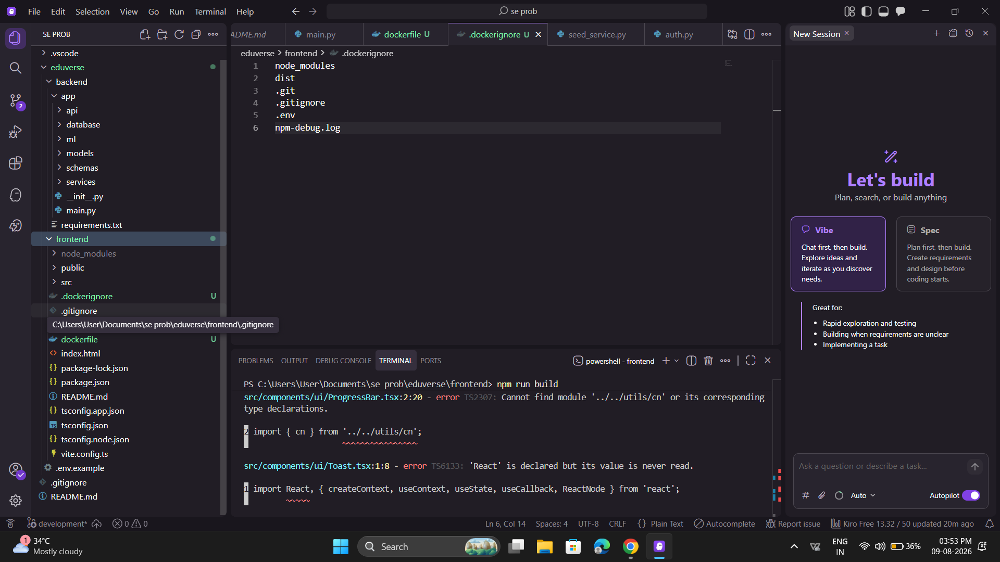 File Edit Selection View Go Run Terminal Help
se prob
SE PROB
.vscode
eduverse
backend
app
api
database
ml
models
schemas
services
__init__.py
main.py
requirements.txt
frontend
node_modules
public
src
.dockerignore U
.gitignore
C:\Users\User\Documents\se prob\eduverse\frontend\.gitignore
dockerfile U
index.html
package-lock.json
package.json
README.md
tsconfig.app.json
tsconfig.json
tsconfig.node.json
vite.config.ts
.env.example
.gitignore
README.md
ADME.md main.py dockerfile U .dockerignore U seed_service.py auth.py
eduverse > frontend > .dockerignore
1 node_modules
2 dist
3 .git
4 .gitignore
5 .env
6 npm-debug.log
PROBLEMS OUTPUT DEBUG CONSOLE TERMINAL PORTS
powershell - frontend
PS C:\Users\User\Documents\se prob\eduverse\frontend> npm run build
src/components/ui/ProgressBar.tsx:2:20 - error TS2307: Cannot find module '../../utils/cn' or its corresponding
type declarations.
2 import { cn } from '../../utils/cn';
src/components/ui/Toast.tsx:1:8 - error TS6133: 'React' is declared but its value is never read.
1 import React, { createContext, useContext, useState, useCallback, ReactNode } from 'react';
New Session
Let's build
Plan, search, or build anything
Vibe
Chat first, then build.
Explore ideas and
iterate as you discover
needs.
Spec
Plan first, then build.
Create requirements
and design before
coding starts.
Great for:
• Rapid exploration and testing
• Building when requirements are unclear
• Implementing a task
Ask a question or describe a task...
# Auto Autopilot
2
development* 0 0 Ln 6, Col 14 Spaces: 4 UTF-8 CRLF {} Plain Text Autocomplete Report issue Kiro Free 13.32 / 50 updated 20m ago
1
34°C
Mostly cloudy
Search
ENG
IN
36%
03:53 PM
09-08-2026